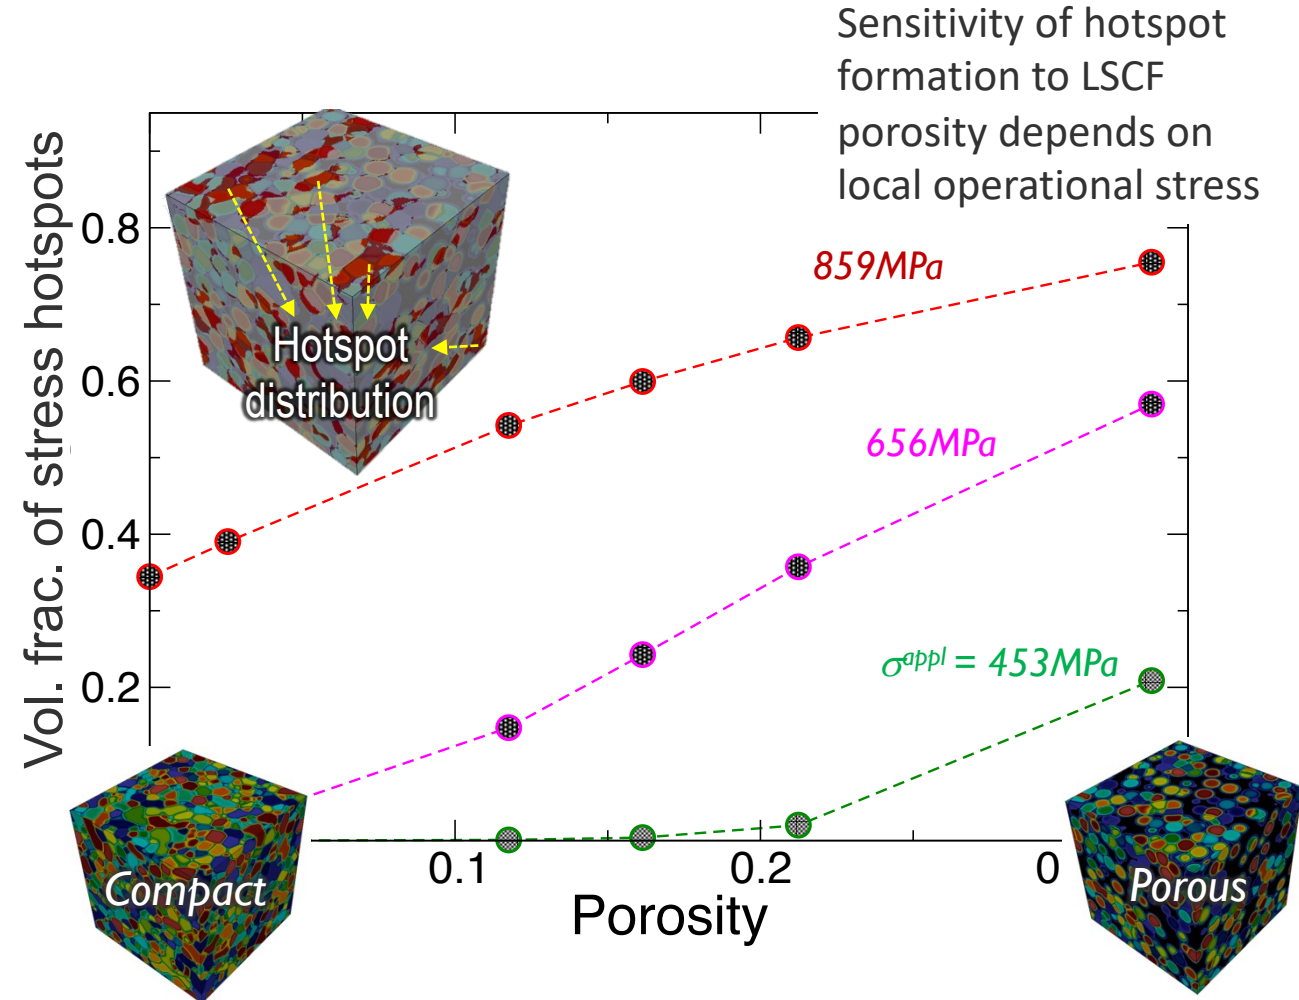 Sensitivity of hotspot
formation to LSCF
porosity depends on
local operational stress
Vol. frac. of stress hotspots
0.8
0.6
0.4
0.2
Hotspot
distribution
859MPa
656MPa
σ^appl = 453MPa
Compact
Porous
0.1
0.2
0
Porosity